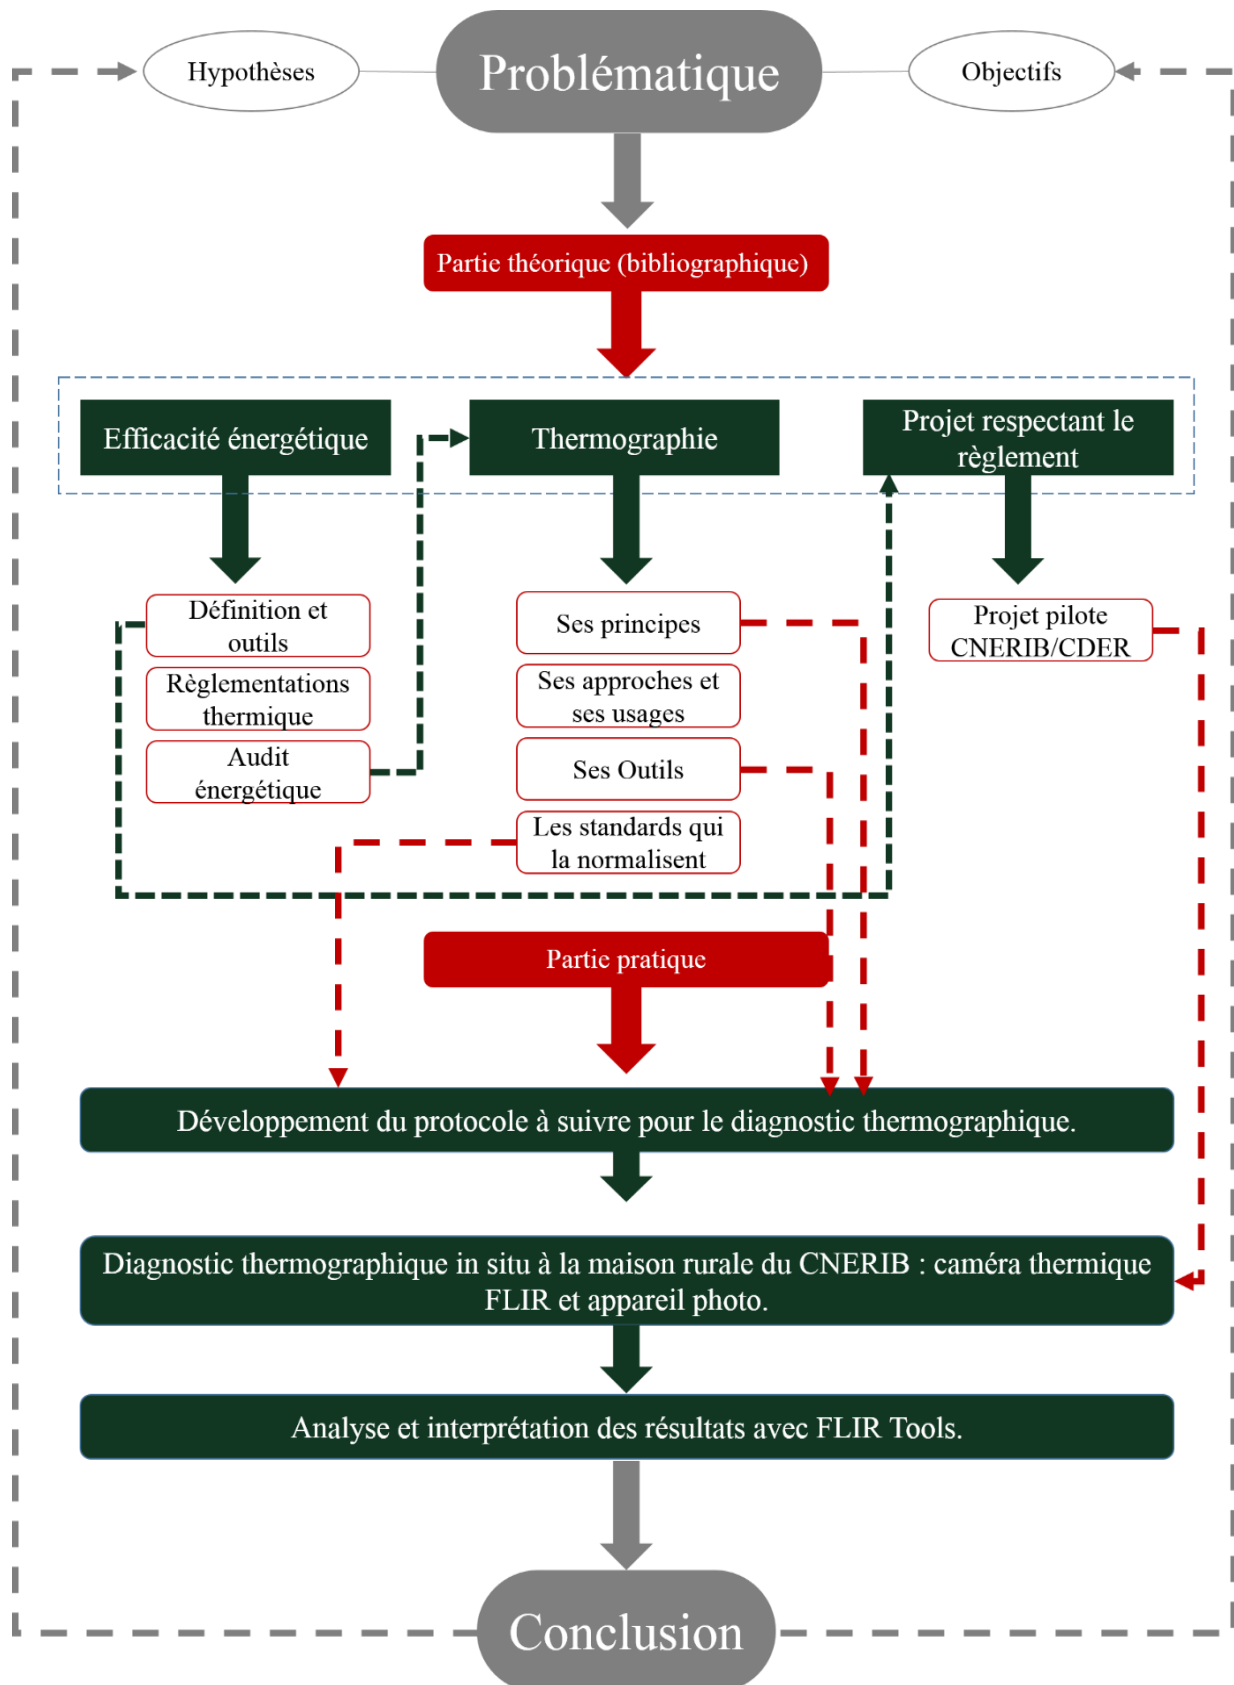 Hypothèses
Problématique
Objectifs
Partie théorique (bibliographique)
Efficacité énergétique
Thermographie
Projet respectant le
règlement
Définition et
outils
Règlementations
thermique
Audit
énergétique
Ses principes
Ses approches et
ses usages
Ses Outils
Les standards qui
la normalisent
Projet pilote
CNERIB/CDER
Partie pratique
Développement du protocole à suivre pour le diagnostic thermographique.
Diagnostic thermographique in situ à la maison rurale du CNERIB : caméra thermique
FLIR et appareil photo.
Analyse et interprétation des résultats avec FLIR Tools.
Conclusion